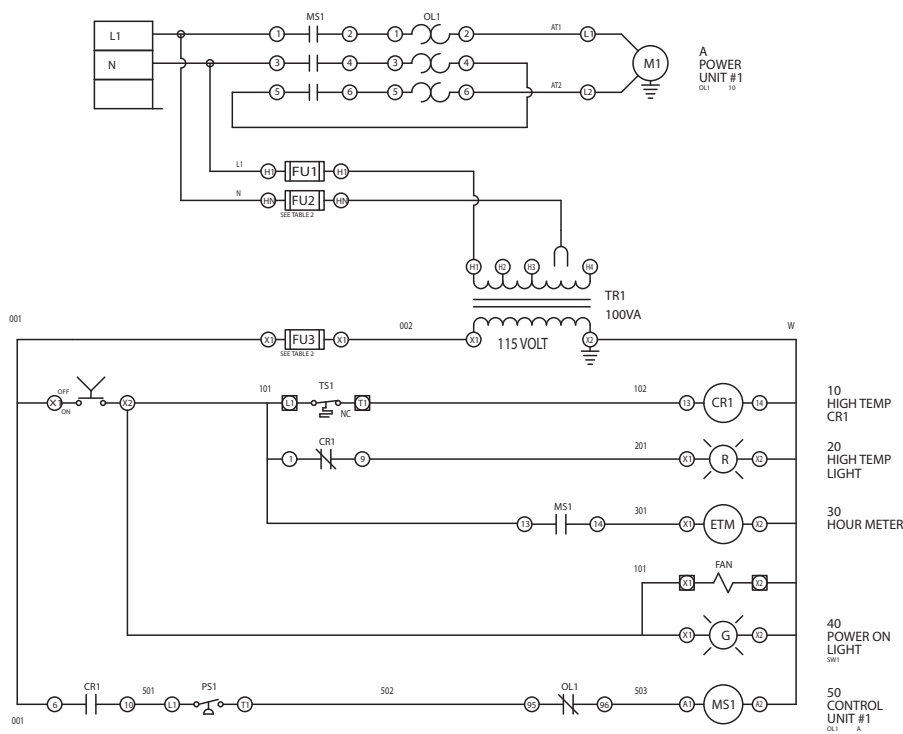 MS1 OL1
L1 1 2 1 2 AT1 L1
N 3 4 3 4 M1
5 6 5 6 AT2 L2
A
POWER
UNIT #1
OL1 10
L1 H1 FU1 H1
N HN FU2 HN
SEE TABLE 2
H1 H2 H3 H4
TR1
100VA
001 X1 FU3 X1 002 X1 115 VOLT X2 W
SEE TABLE 2
OFF
X1 X2
ON
101 L1 TS1 T1 102 13 CR1 14
NC
10
HIGH TEMP
CR1
CR1
1 9 201 X1 R X2
20
HIGH TEMP
LIGHT
MS1
13 14 301 X1 ETM X2
30
HOUR METER
FAN
101 X1 X2
X1 G X2
40
POWER ON
LIGHT
SW1
CR1 501 PS1 502 OL1 503
6 10 L1 T1 95 96 A1 MS1 A2
001
50
CONTROL
UNIT #1
OL1 A